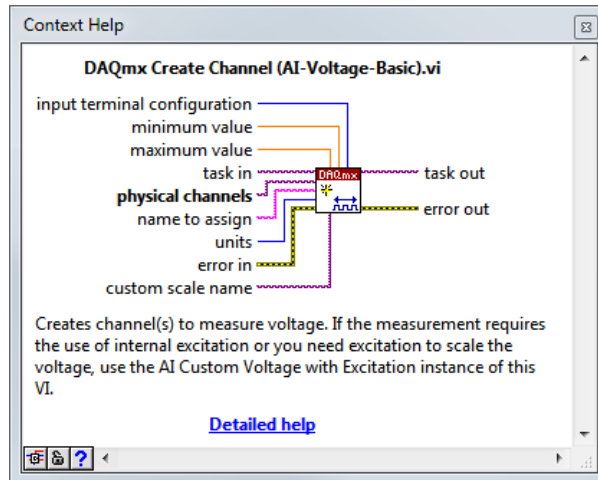 Context Help
DAQmx Create Channel (AI-Voltage-Basic).vi
input terminal configuration
minimum value
maximum value
task in
DAQmx
task out
physical channels
name to assign
error out
units
error in
custom scale name
Creates channel(s) to measure voltage. If the measurement requires
the use of internal excitation or you need excitation to scale the
voltage, use the AI Custom Voltage with Excitation instance of this
VI.
Detailed help
?